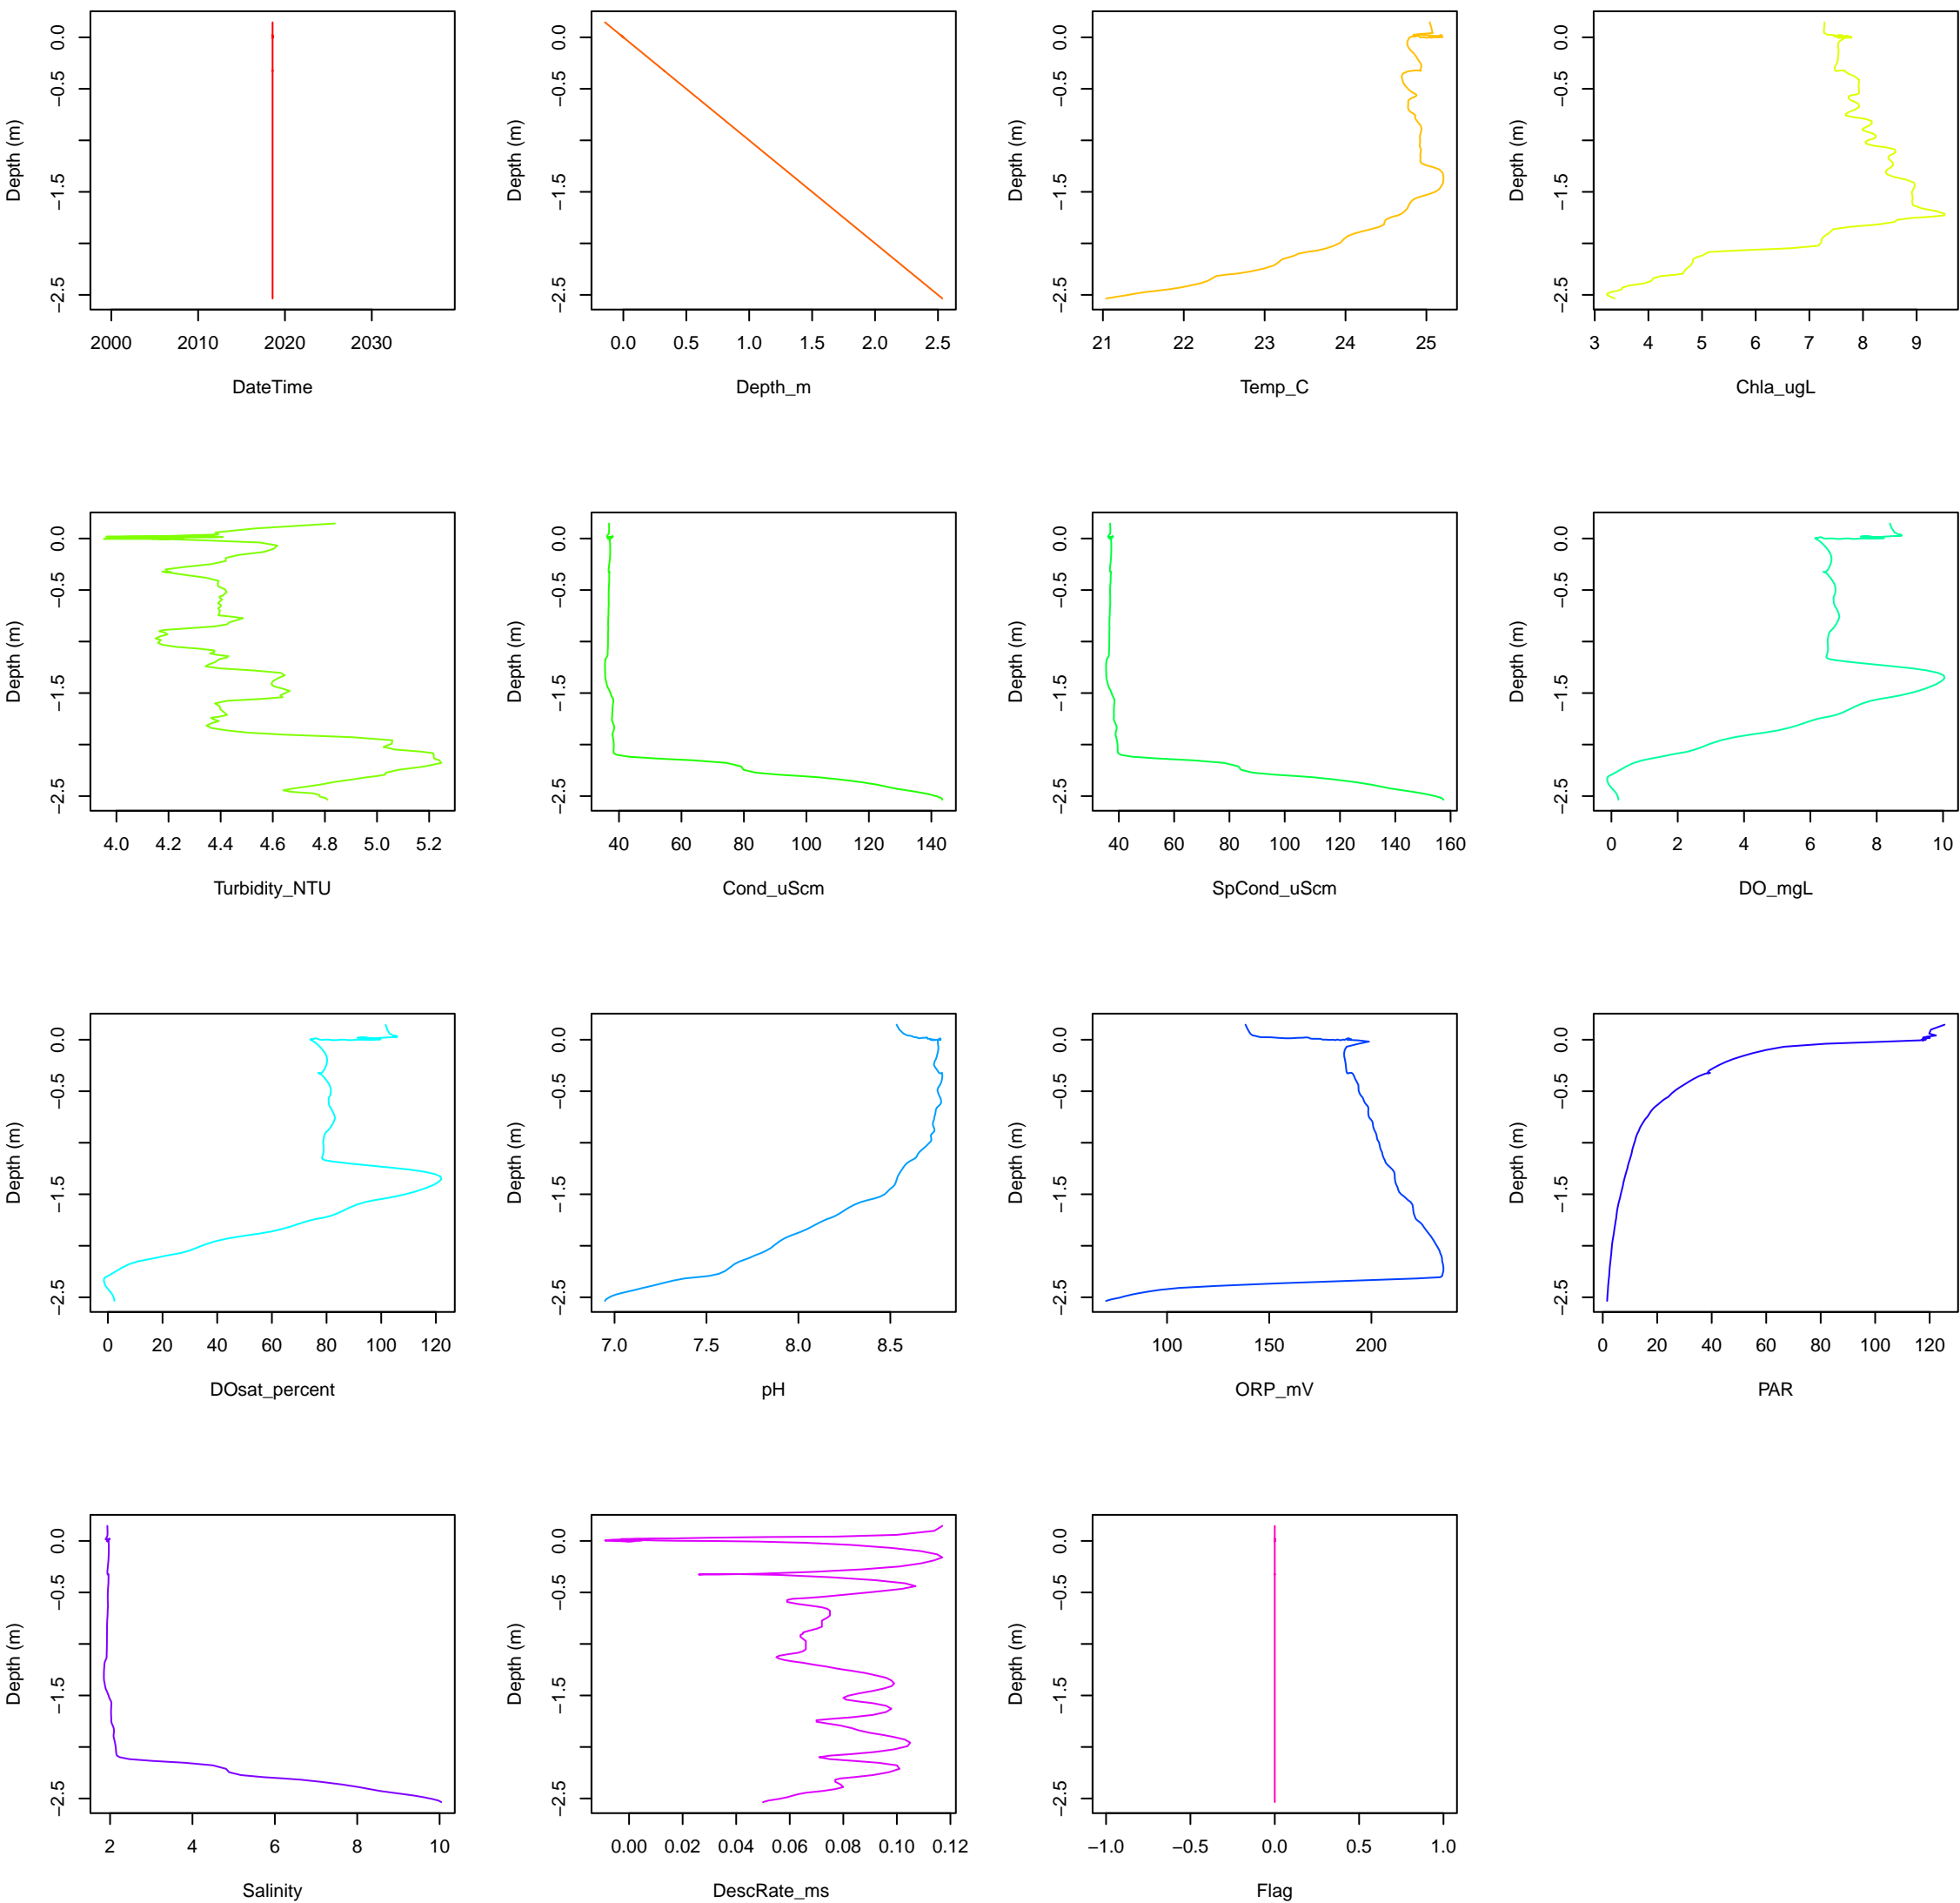 Depth (m)
0.0
−0.5
−1.5
−2.5
2000 2010 2020 2030
DateTime
Depth (m)
0.0
−0.5
−1.5
−2.5
0.0 0.5 1.0 1.5 2.0 2.5
Depth_m
Depth (m)
0.0
−0.5
−1.5
−2.5
21 22 23 24 25
Temp_C
Depth (m)
0.0
−0.5
−1.5
−2.5
3 4 5 6 7 8 9
Chla_ugL
Depth (m)
0.0
−0.5
−1.5
−2.5
4.0 4.2 4.4 4.6 4.8 5.0 5.2
Turbidity_NTU
Depth (m)
0.0
−0.5
−1.5
−2.5
40 60 80 100 120 140
Cond_uScm
Depth (m)
0.0
−0.5
−1.5
−2.5
40 60 80 100 120 140 160
SpCond_uScm
Depth (m)
0.0
−0.5
−1.5
−2.5
0 2 4 6 8 10
DO_mgL
Depth (m)
0.0
−0.5
−1.5
−2.5
0 20 40 60 80 100 120
DOsat_percent
Depth (m)
0.0
−0.5
−1.5
−2.5
7.0 7.5 8.0 8.5
pH
Depth (m)
0.0
−0.5
−1.5
−2.5
100 150 200
ORP_mV
Depth (m)
0.0
−0.5
−1.5
−2.5
0 20 40 60 80 100 120
PAR
Depth (m)
0.0
−0.5
−1.5
−2.5
2 4 6 8 10
Salinity
Depth (m)
0.0
−0.5
−1.5
−2.5
0.00 0.02 0.04 0.06 0.08 0.10 0.12
DescRate_ms
Depth (m)
0.0
−0.5
−1.5
−2.5
−1.0 −0.5 0.0 0.5 1.0
Flag